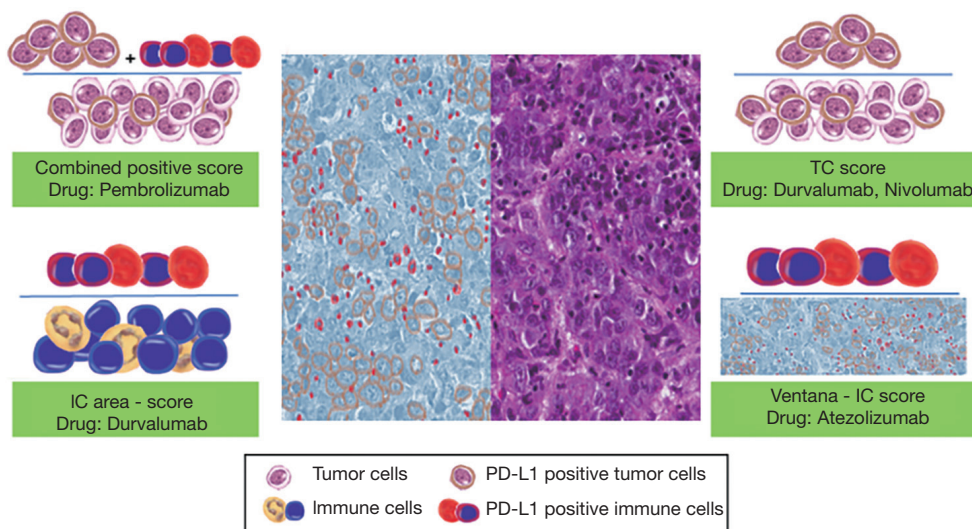 +
Combined positive score
Drug: Pembrolizumab
TC score
Drug: Durvalumab, Nivolumab
IC area - score
Drug: Durvalumab
Ventana - IC score
Drug: Atezolizumab
Tumor cells
PD-L1 positive tumor cells
Immune cells
PD-L1 positive immune cells